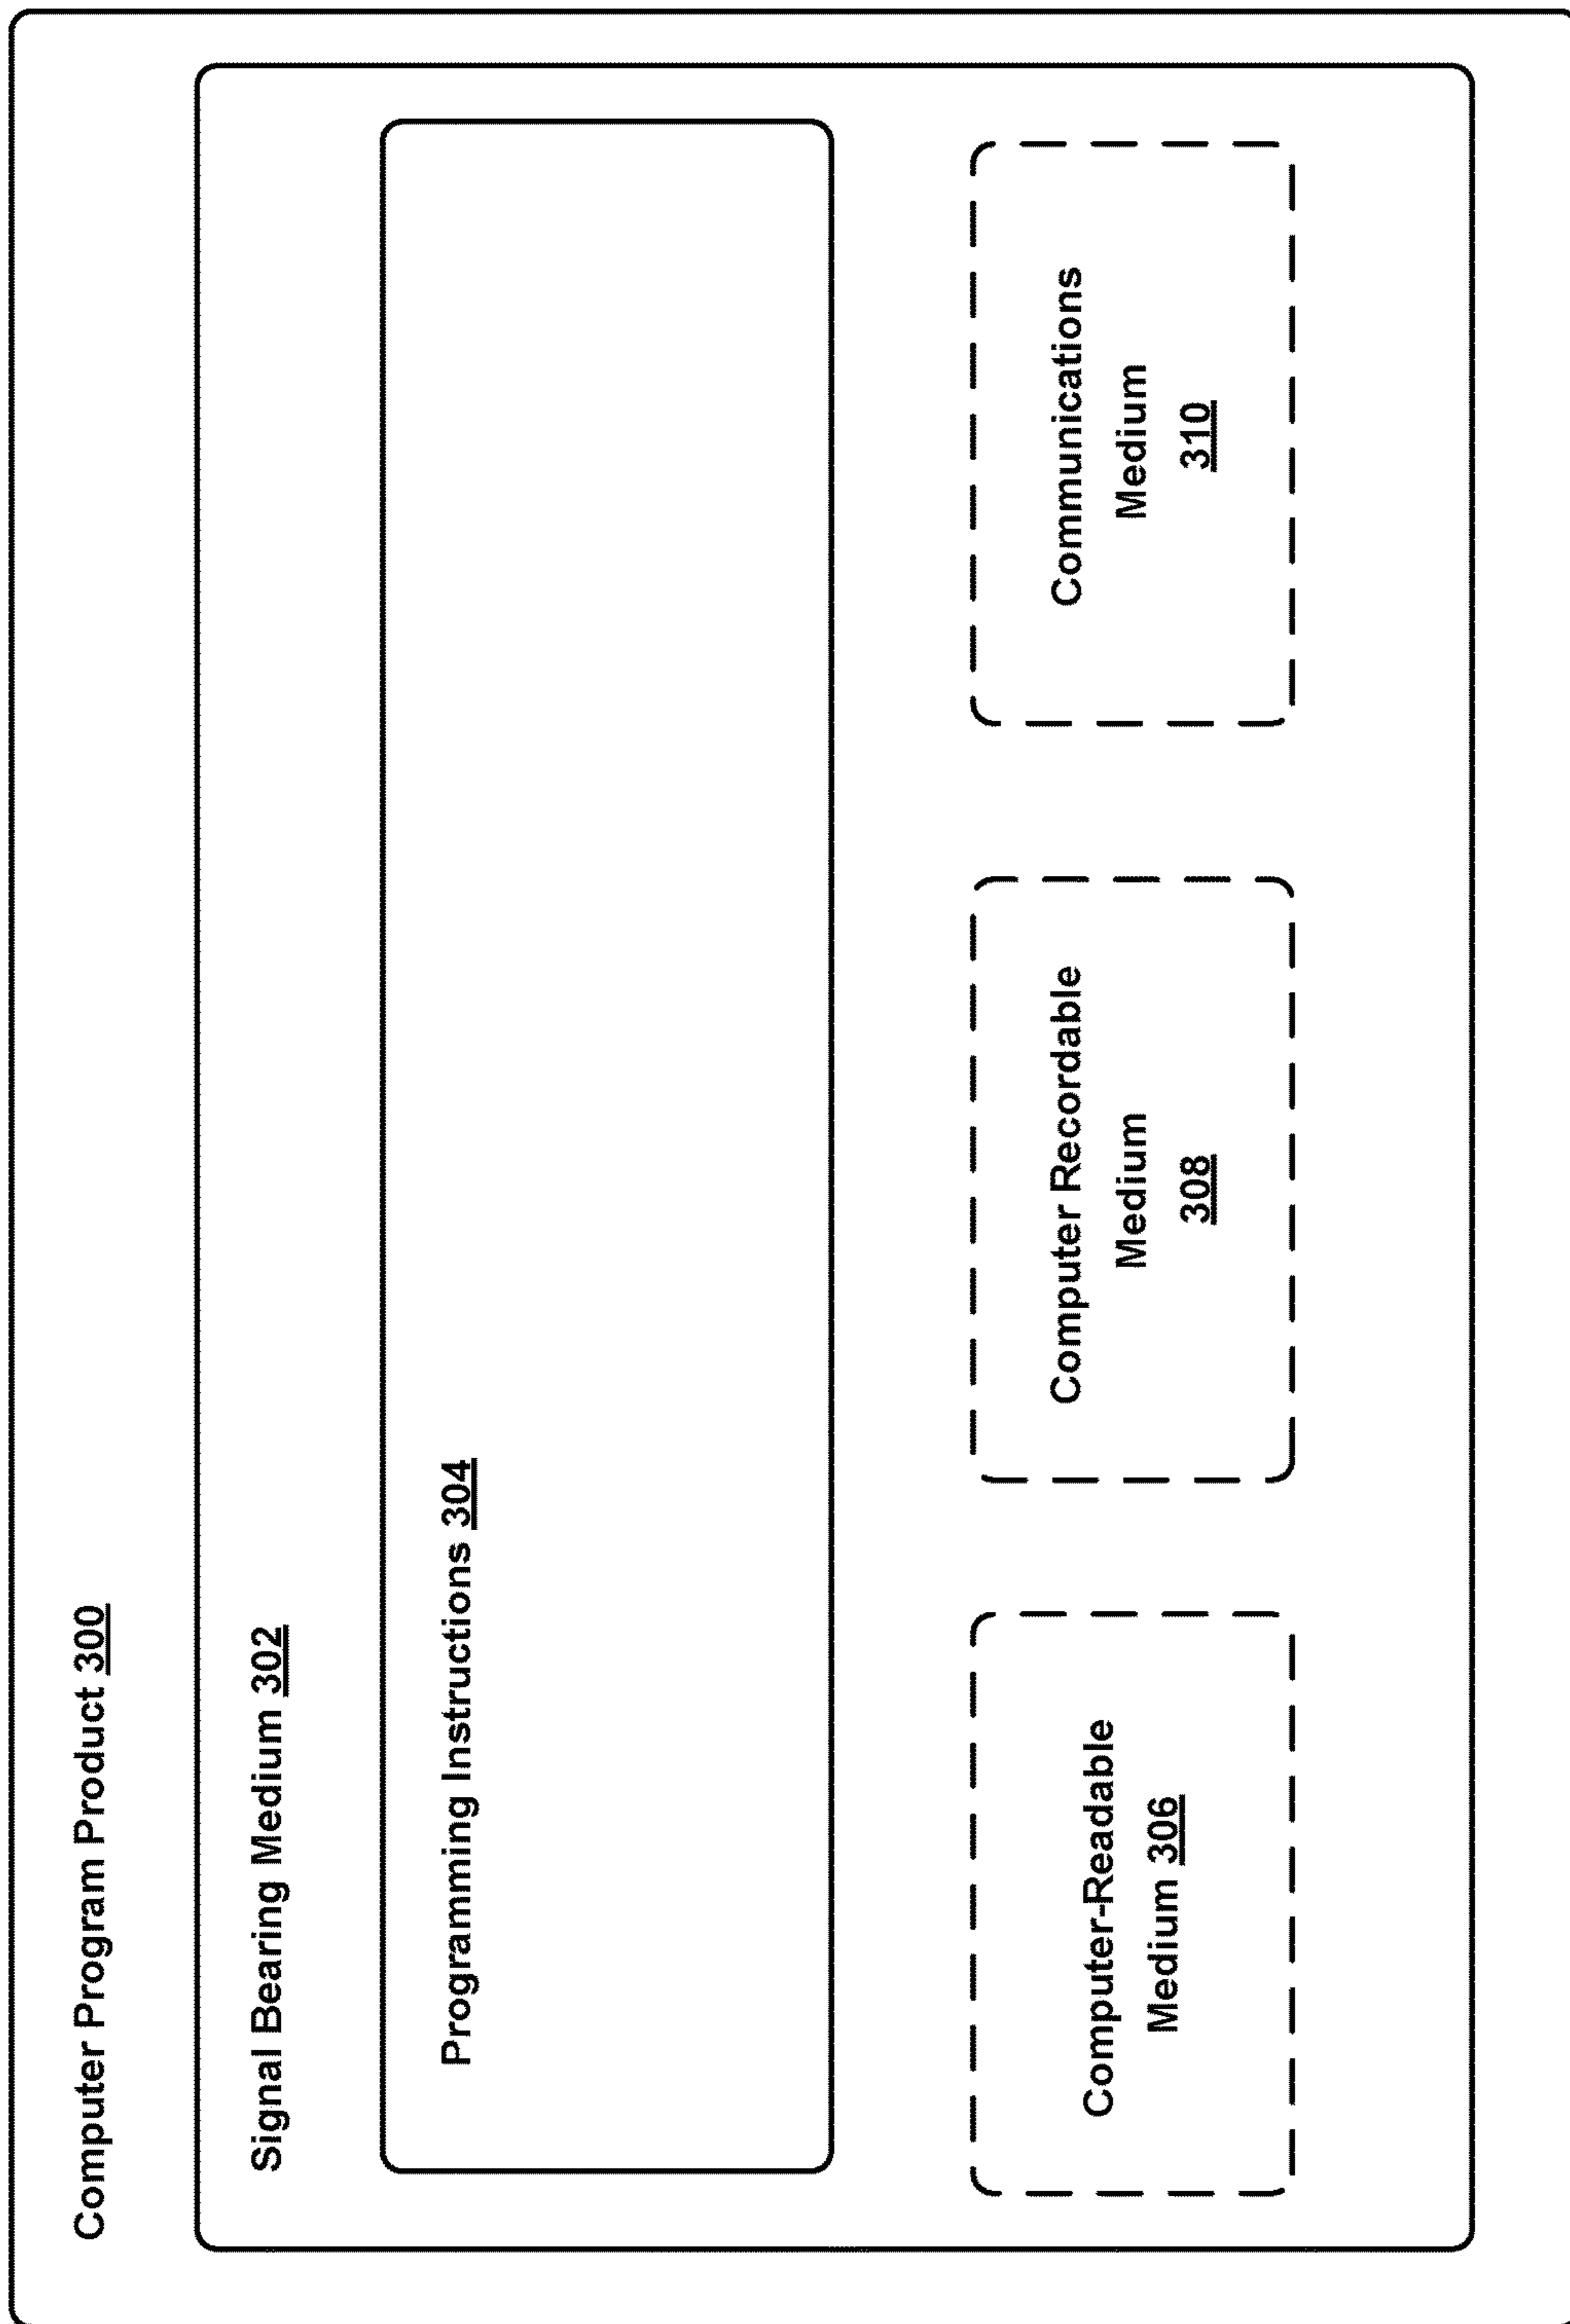 Computer Program Product 300
Signal Bearing Medium 302
Programming Instructions 304
Computer-Readable
Medium 306
Computer Recordable
Medium
308
Communications
Medium
310